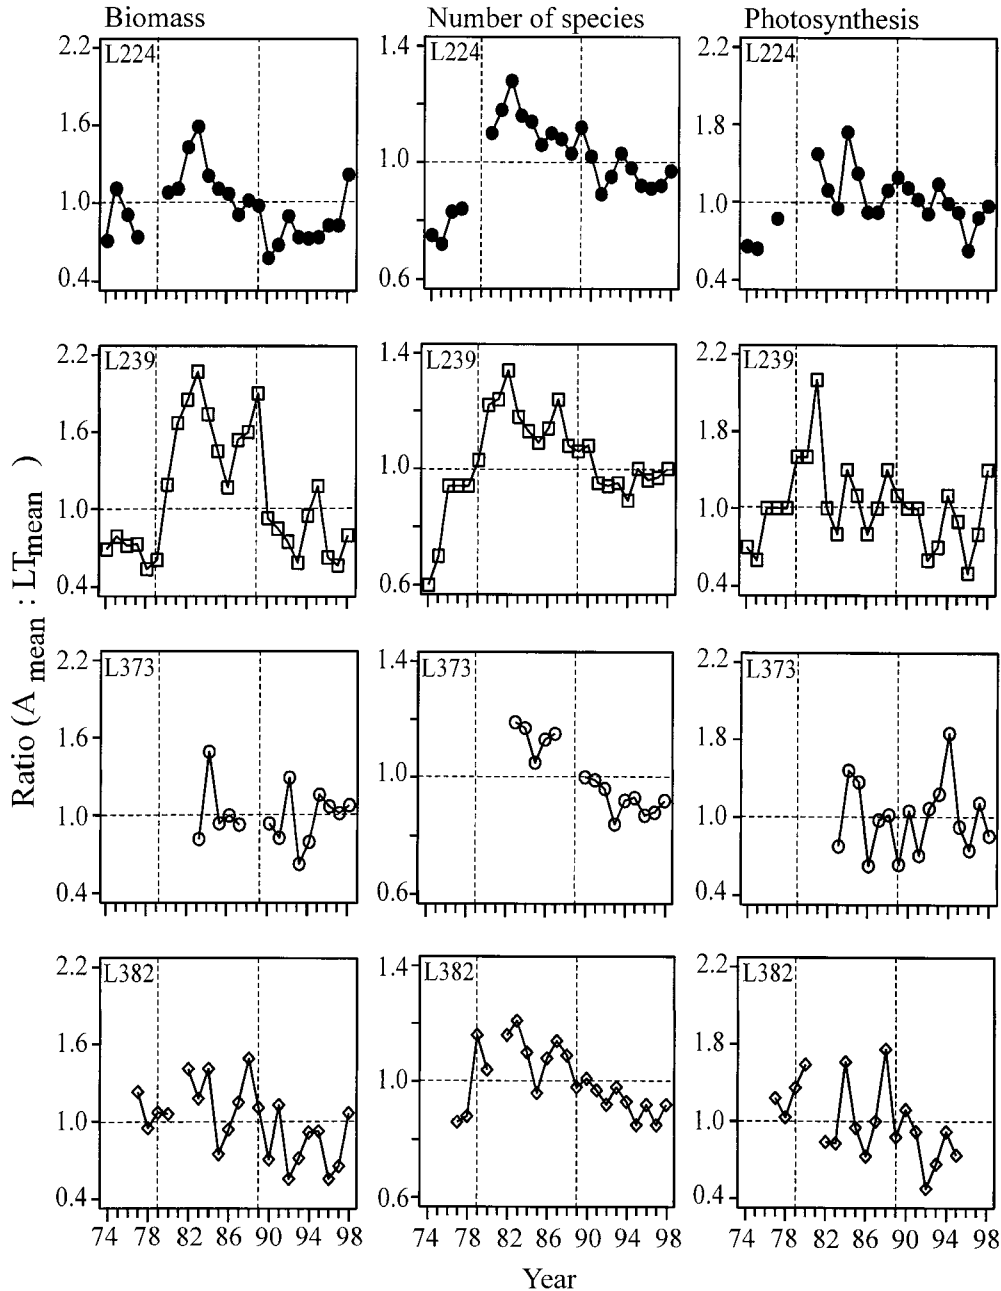 Biomass Number of species Photosynthesis
2.2 L224 1.4 L224 2.2 L224
1.6 1.8
1.0 1.0 1.0
0.4 0.6 0.4
2.2 L239 1.4 L239 2.2 L239
1.6 1.8
1.0 1.0 1.0
0.4 0.6 0.4
Ratio (A mean : LT mean )
2.2 L373 1.4 L373 2.2 L373
1.6 1.8
1.0 1.0 1.0
0.4 0.6 0.4
2.2 L382 1.4 L382 2.2 L382
1.6 1.8
1.0 1.0 1.0
0.4 0.6 0.4
74 78 82 86 90 94 98 74 78 82 86 90 94 98 74 78 82 86 90 94 98
Year